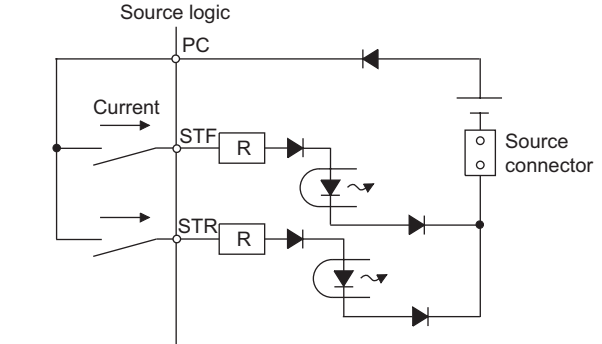 Source logic
PC
Current
STF
R
Source
connector
STR
R